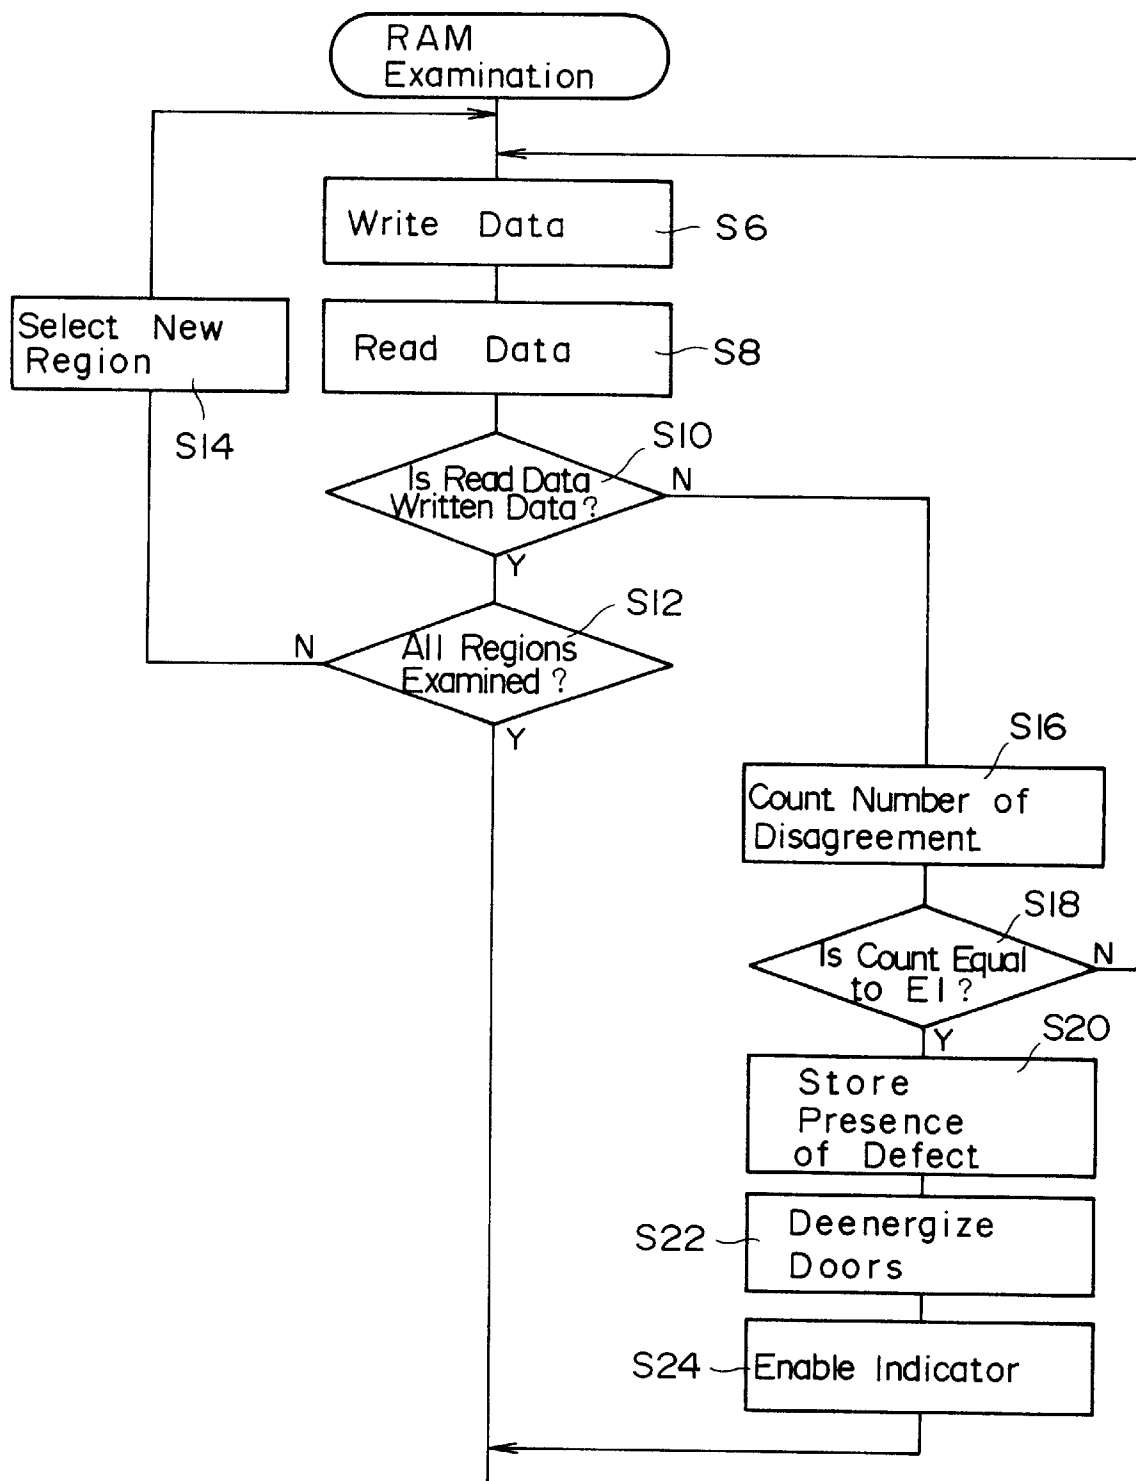 RAM
Examination
Write Data
S6
Select New
Region
S14
Read Data
S8
S10
Is Read Data
Written Data?
N
Y
S12
All Regions
Examined?
N
Y
S16
Count Number of
Disagreement
S18
Is Count Equal
to E1?
N
Y
S20
Store
Presence
of Defect
S22
Deenergize
Doors
S24
Enable Indicator